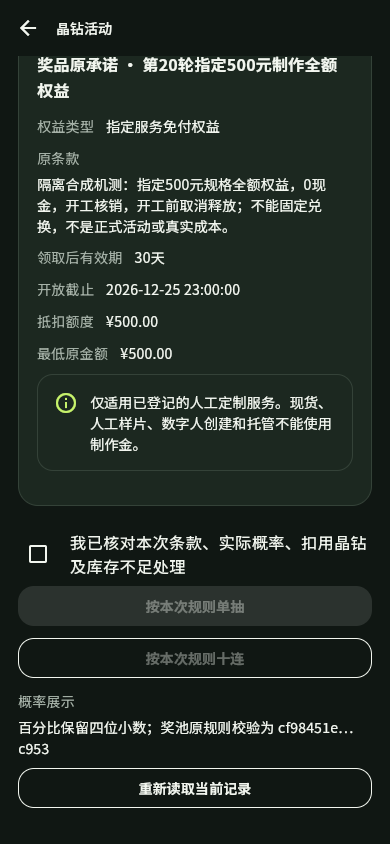 晶钻活动
奖品原承诺 · 第20轮指定500元制作全额
权益
权益类型 指定服务免付权益
原条款
隔离合成机测：指定500元规格全额权益，0现
金，开工核销，开工前取消释放；不能固定兑
换，不是正式活动或真实成本。
领取后有效期 30天
开放截止 2026-12-25 23:00:00
抵扣额度 ¥500.00
最低原金额 ¥500.00
仅适用已登记的人工定制服务。现货、
人工样片、数字人创建和托管不能使用
制作金。
我已核对本次条款、实际概率、扣用晶钻
及库存不足处理
按本次规则单抽
按本次规则十连
概率展示
百分比保留四位小数；奖池原规则校验为 cf98451e…
c953
重新读取当前记录